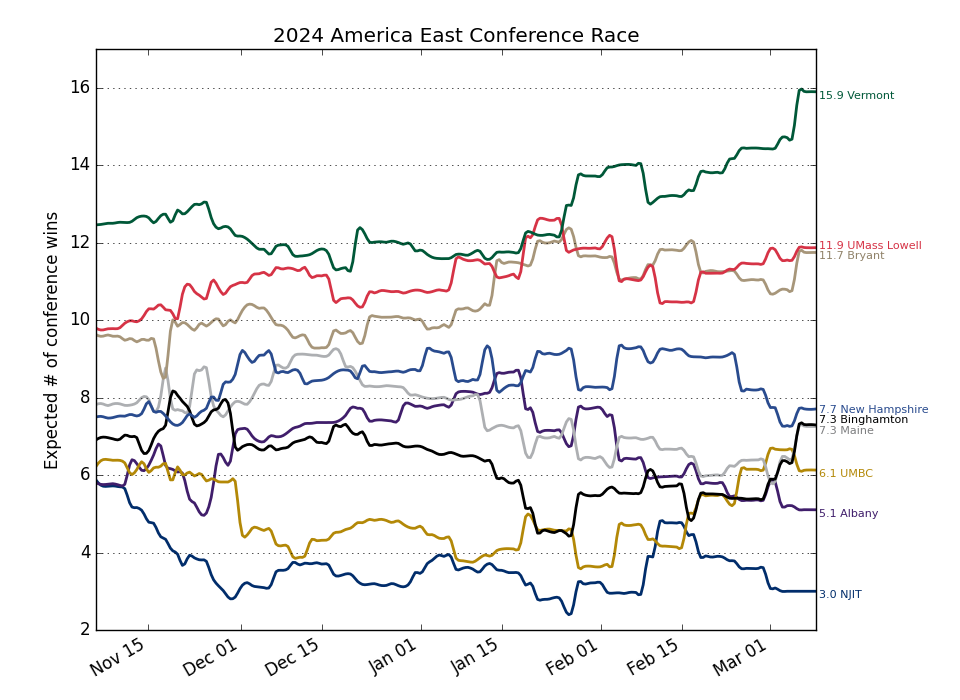 2024 America East Conference Race
Expected # of conference wins
16
14
12
10
8
6
4
2
15.9 Vermont
11.9 UMass Lowell
11.7 Bryant
7.7 New Hampshire
7.3 Binghamton
7.3 Maine
6.1 UMBC
5.1 Albany
3.0 NJIT
Nov 15
Dec 01
Dec 15
Jan 01
Jan 15
Feb 01
Feb 15
Mar 01